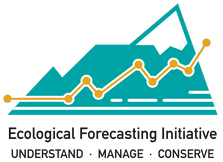 Ecological Forecasting Initiative
UNDERSTAND · MANAGE · CONSERVE